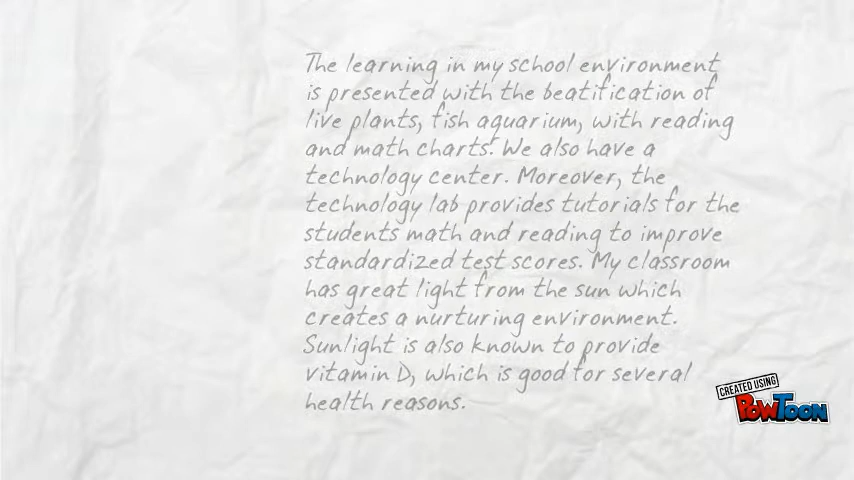 The learning in my school environment
is presented with the beatification of
live plants, fish aquarium, with reading
and math charts. We also have a
technology center. Moreover, the
technology lab provides tutorials for the
students math and reading to improve
standardized test scores. My classroom
has great light from the sun which
creates a nurturing environment.
Sunlight is also known to provide
vitamin D, which is good for several
health reasons.
CREATED USING
POWTOON